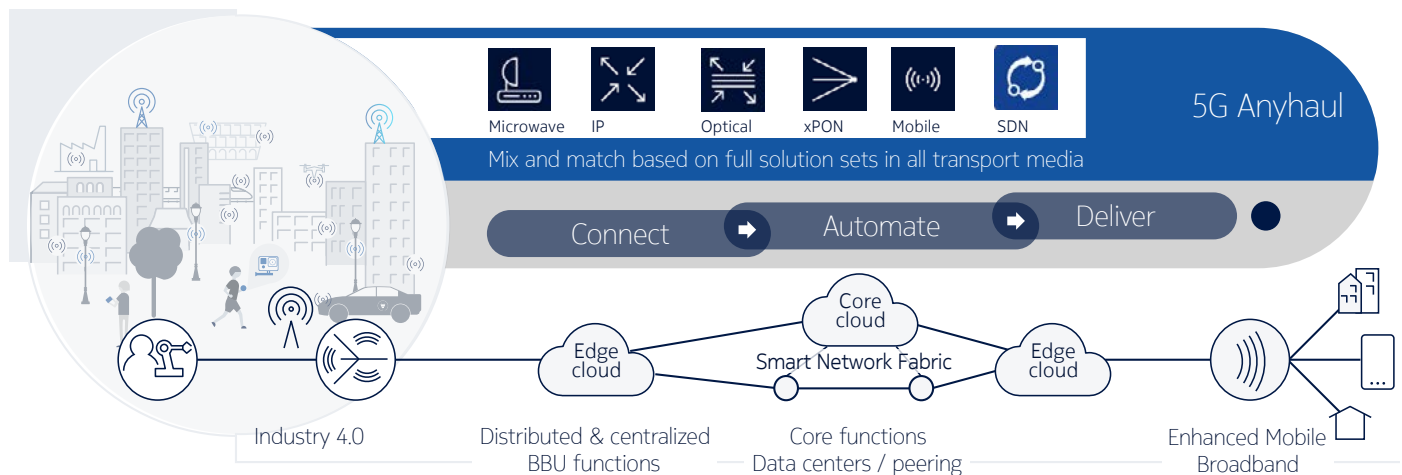 Microwave
IP
Optical
xPON
Mobile
SDN
5G Anyhaul
Mix and match based on full solution sets in all transport media
Connect
Automate
Deliver
Core
cloud
Edge
cloud
Smart Network Fabric
Edge
cloud
Industry 4.0
Distributed & centralized
BBU functions
Core functions
Data centers / peering
Enhanced Mobile
Broadband